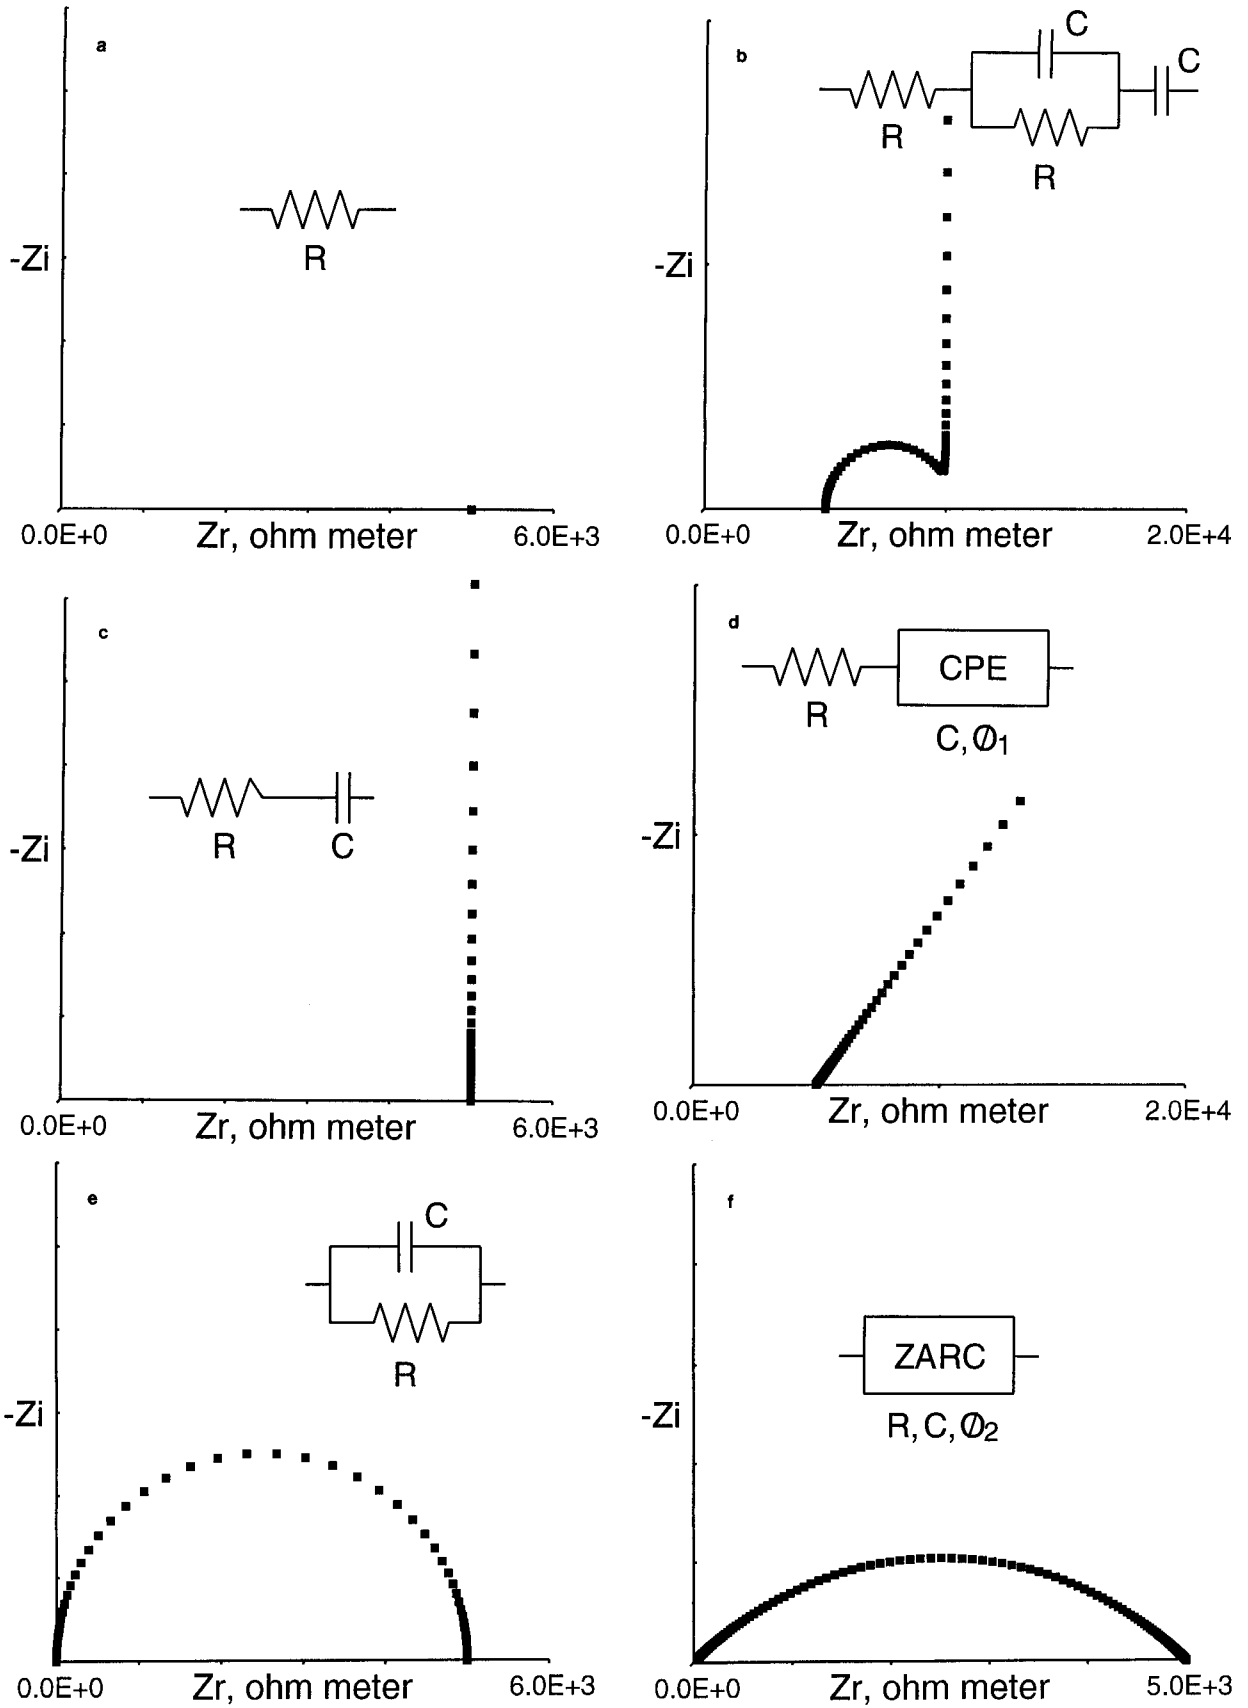 a
R
-Zi
0.0E+0 Zr, ohm meter 6.0E+3
b
C
C
R
R
-Zi
0.0E+0 Zr, ohm meter 2.0E+4
c
R C
-Zi
0.0E+0 Zr, ohm meter 6.0E+3
d
CPE
R
C, Ø1
-Zi
0.0E+0 Zr, ohm meter 2.0E+4
e
C
R
-Zi
0.0E+0 Zr, ohm meter 6.0E+3
f
ZARC
R, C, Ø2
-Zi
0.0E+0 Zr, ohm meter 5.0E+3